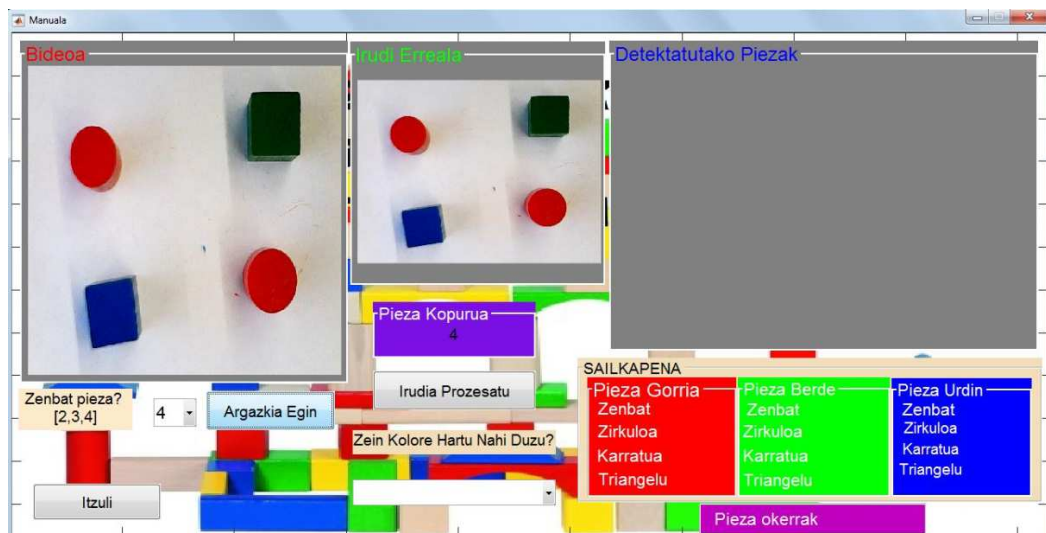 Manuala
Bideoa
Irudi Erreala
Detektatutako Piezak
Pieza Kopurua
4
Irudia Prozesatu
Zenbat pieza?
[2,3,4]
4
Argazkia Egin
Zein Kolore Hartu Nahi Duzu?
Itzuli
SAILKAPENA
Pieza Gorria
Zenbat
Zirkuloa
Karratua
Triangelu
Pieza Berde
Zenbat
Zirkuloa
Karratua
Triangelu
Pieza Urdin
Zenbat
Zirkuloa
Karratua
Triangelu
Pieza okerrak